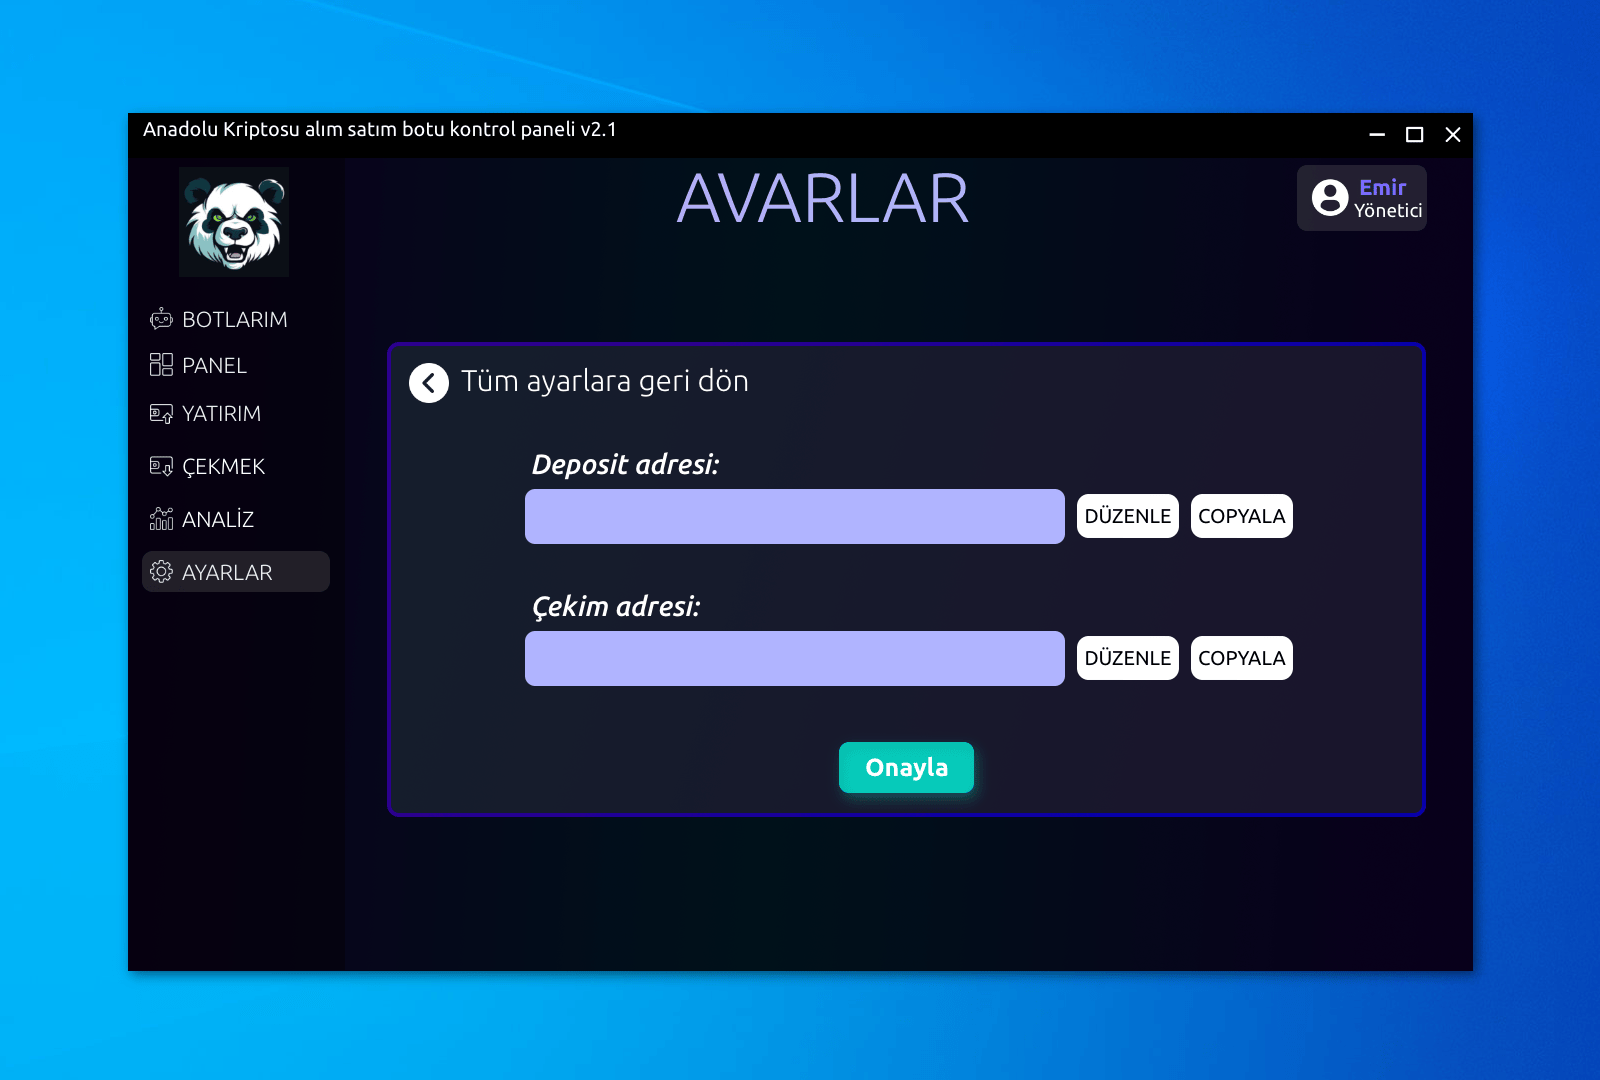 Anadolu Kriptosu alım satım botu kontrol paneli v2.1
AVARLAR
Emir
Yönetici
BOTLARIM
PANEL
YATIRIM
ÇEKMEK
ANALİZ
AYARLAR
Tüm ayarlara geri dön
Deposit adresi:
DÜZENLE COPYALA
Çekim adresi:
DÜZENLE COPYALA
Onayla